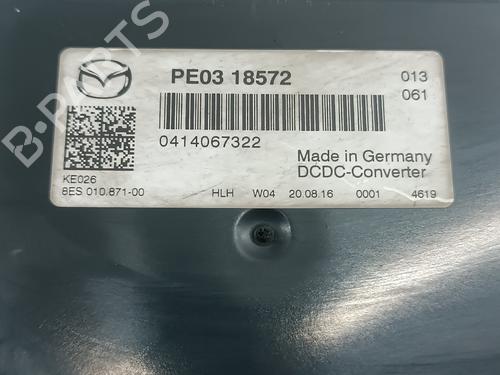 PE03 18572
013
061
0414067322
Made in Germany
DCDC-Converter
KE026
8ES 010.871-00 HLH W04 20.08.16 0001 4619
B-PARTS